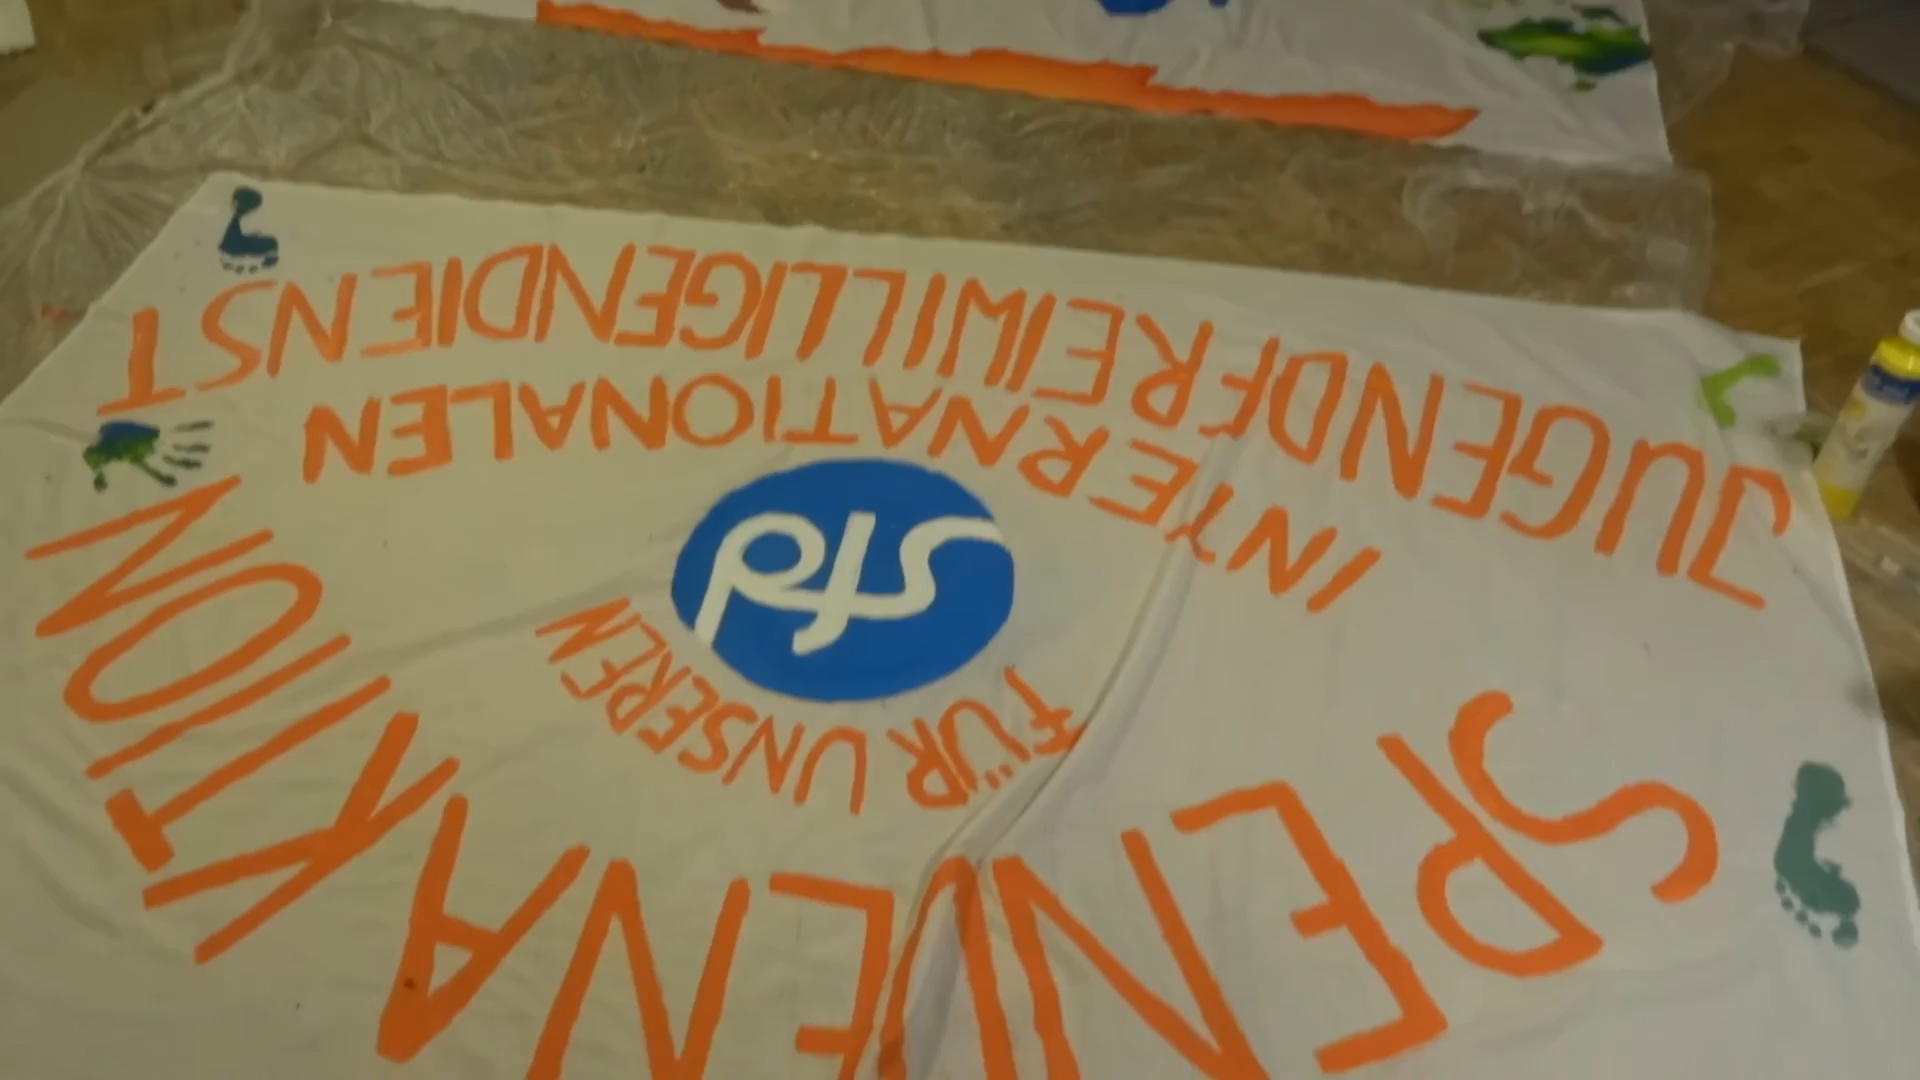 SPENDENAKTION
FÜR UNSEREN
sfd
INTERNATIONALEN
JUGENDFREIWILLIGENDIENST